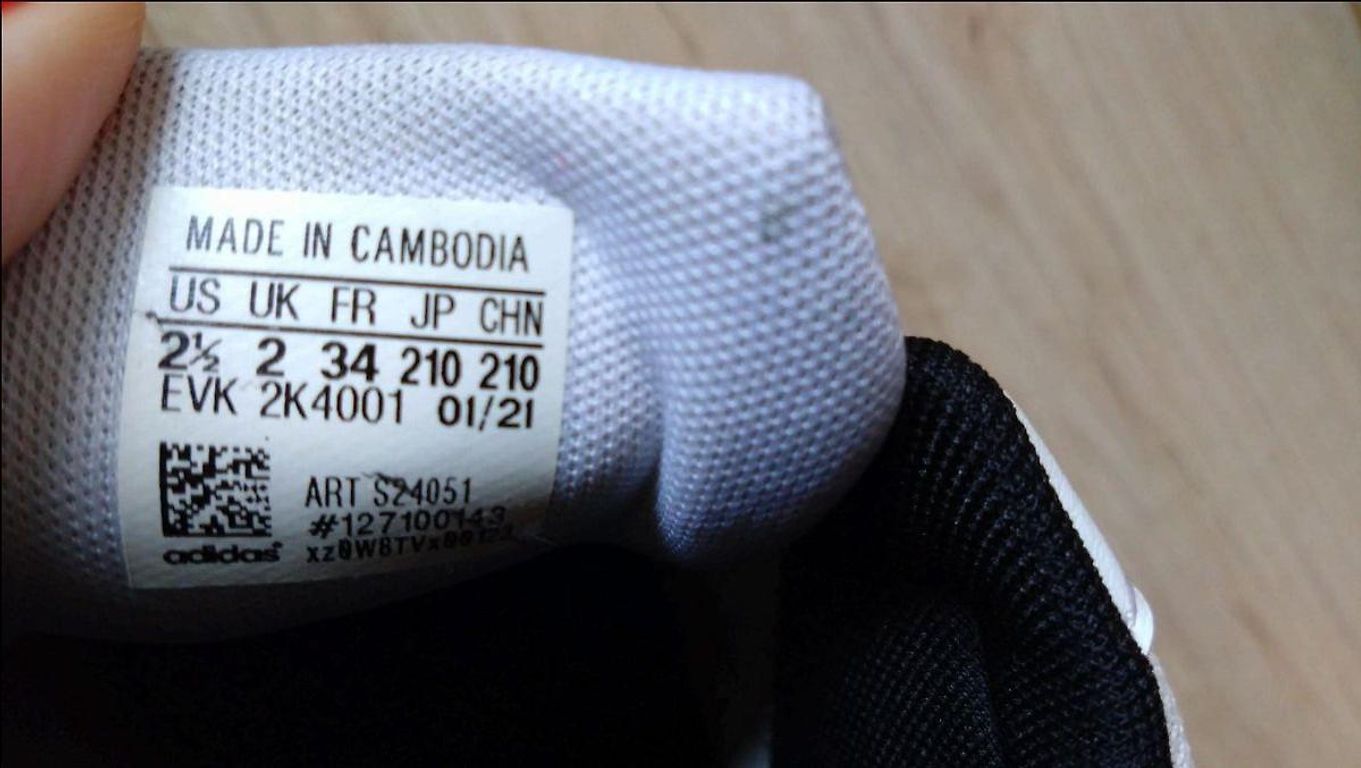 MADE IN CAMBODIA
US UK FR JP CHN
2½ 2 34 210 210
EVK 2K4001 01/21
ART S24051
#127100143
adidas